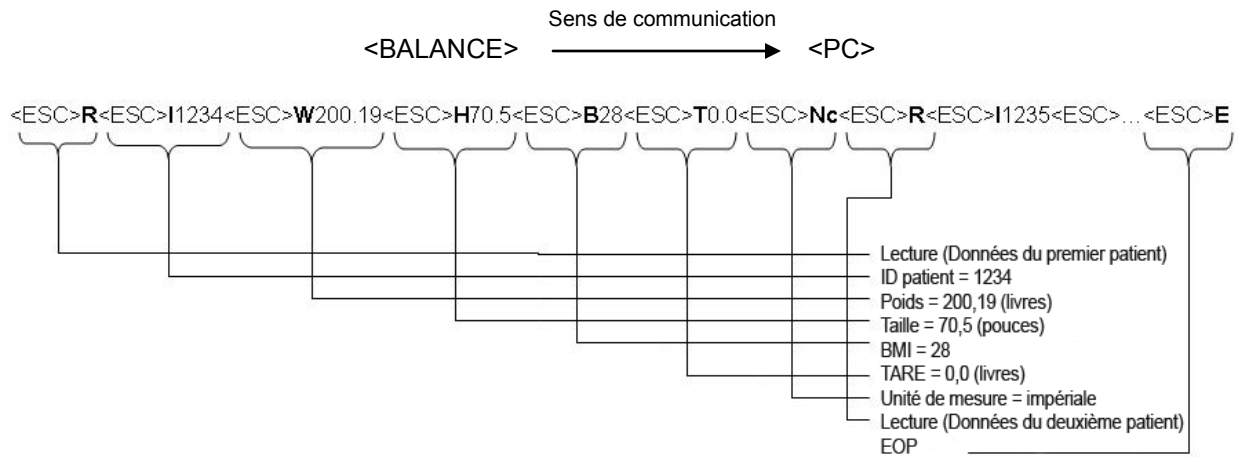 Sens de communication
<BALANCE> <PC>
<ESC>R<ESC>I1234<ESC>W200.19<ESC>H70.5<ESC>B28<ESC>T0.0<ESC>Nc<ESC>R<ESC>I1235<ESC>...<ESC>E
Lecture (Données du premier patient)
ID patient = 1234
Poids = 200,19 (livres)
Taille = 70,5 (pouces)
BMI = 28
TARE = 0,0 (livres)
Unité de mesure = impériale
Lecture (Données du deuxième patient)
EOP